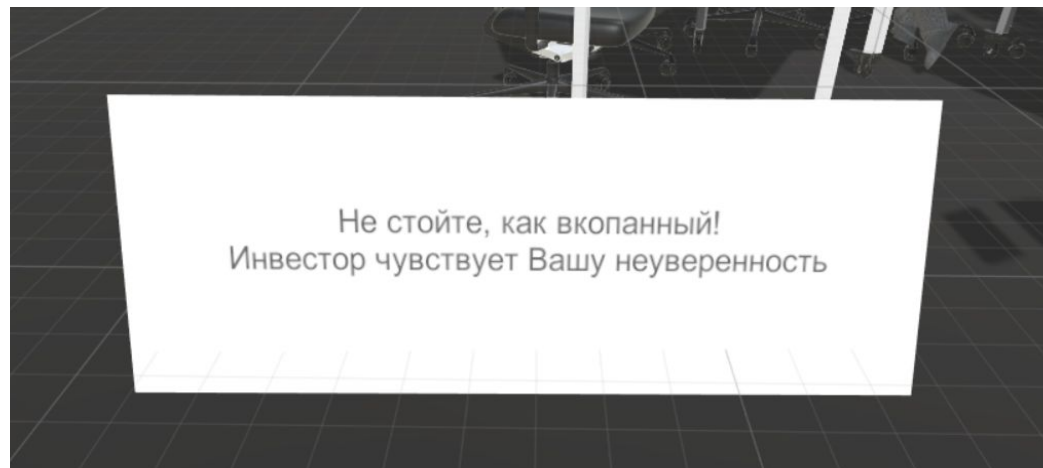 Не стойте, как вкопанный!
Инвестор чувствует Вашу неуверенность